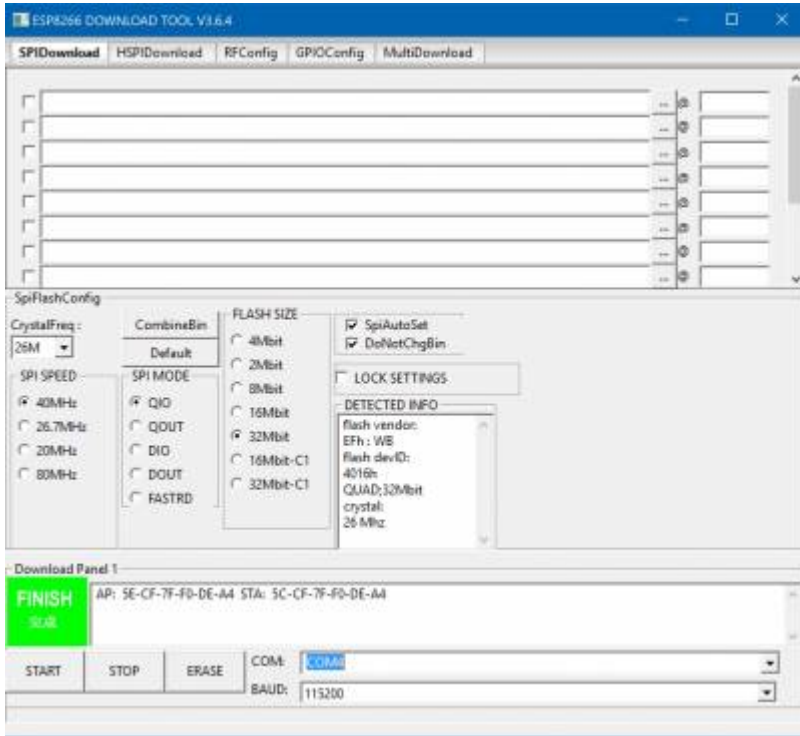 ESP8266 DOWNLOAD TOOL V3.6.4
SPIDownload HSPIDownload RFConfig GPIOConfig MultiDownload
... @
... @
... @
... @
... @
... @
... @
... @
SpiFlashConfig
CrystalFreq :
26M
CombineBin
Default
SPI SPEED
40MHz
26.7MHz
20MHz
80MHz
SPI MODE
QIO
QOUT
DIO
DOUT
FASTRD
FLASH SIZE
4Mbit
2Mbit
8Mbit
16Mbit
32Mbit
16Mbit-C1
32Mbit-C1
SpiAutoSet
DoNotChgBin
LOCK SETTINGS
DETECTED INFO
flash vendor:
EFh : WB
flash devID:
4016h
QUAD;32Mbit
crystal:
26 Mhz
Download Panel 1
FINISH
完成
AP: 5E-CF-7F-F0-DE-A4 STA: 5C-CF-7F-F0-DE-A4
START STOP ERASE
COM: COM4
BAUD: 115200